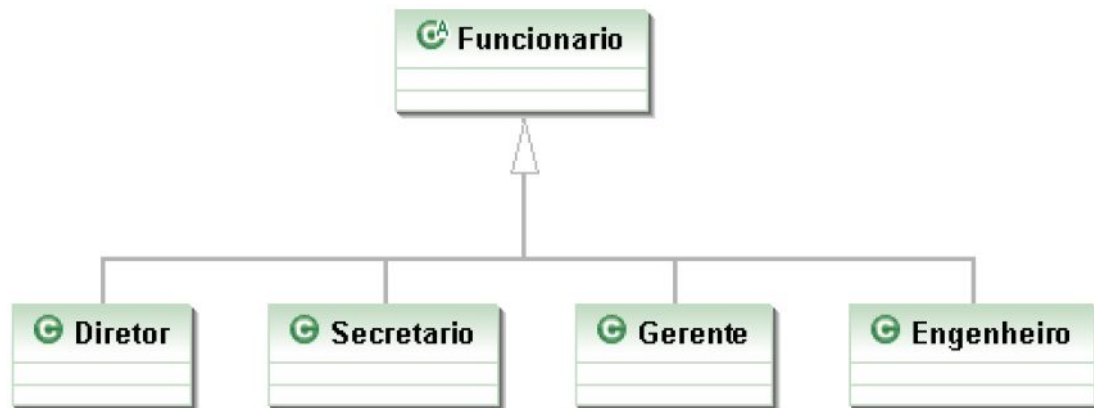 Funcionario
Diretor
Secretario
Gerente
Engenheiro